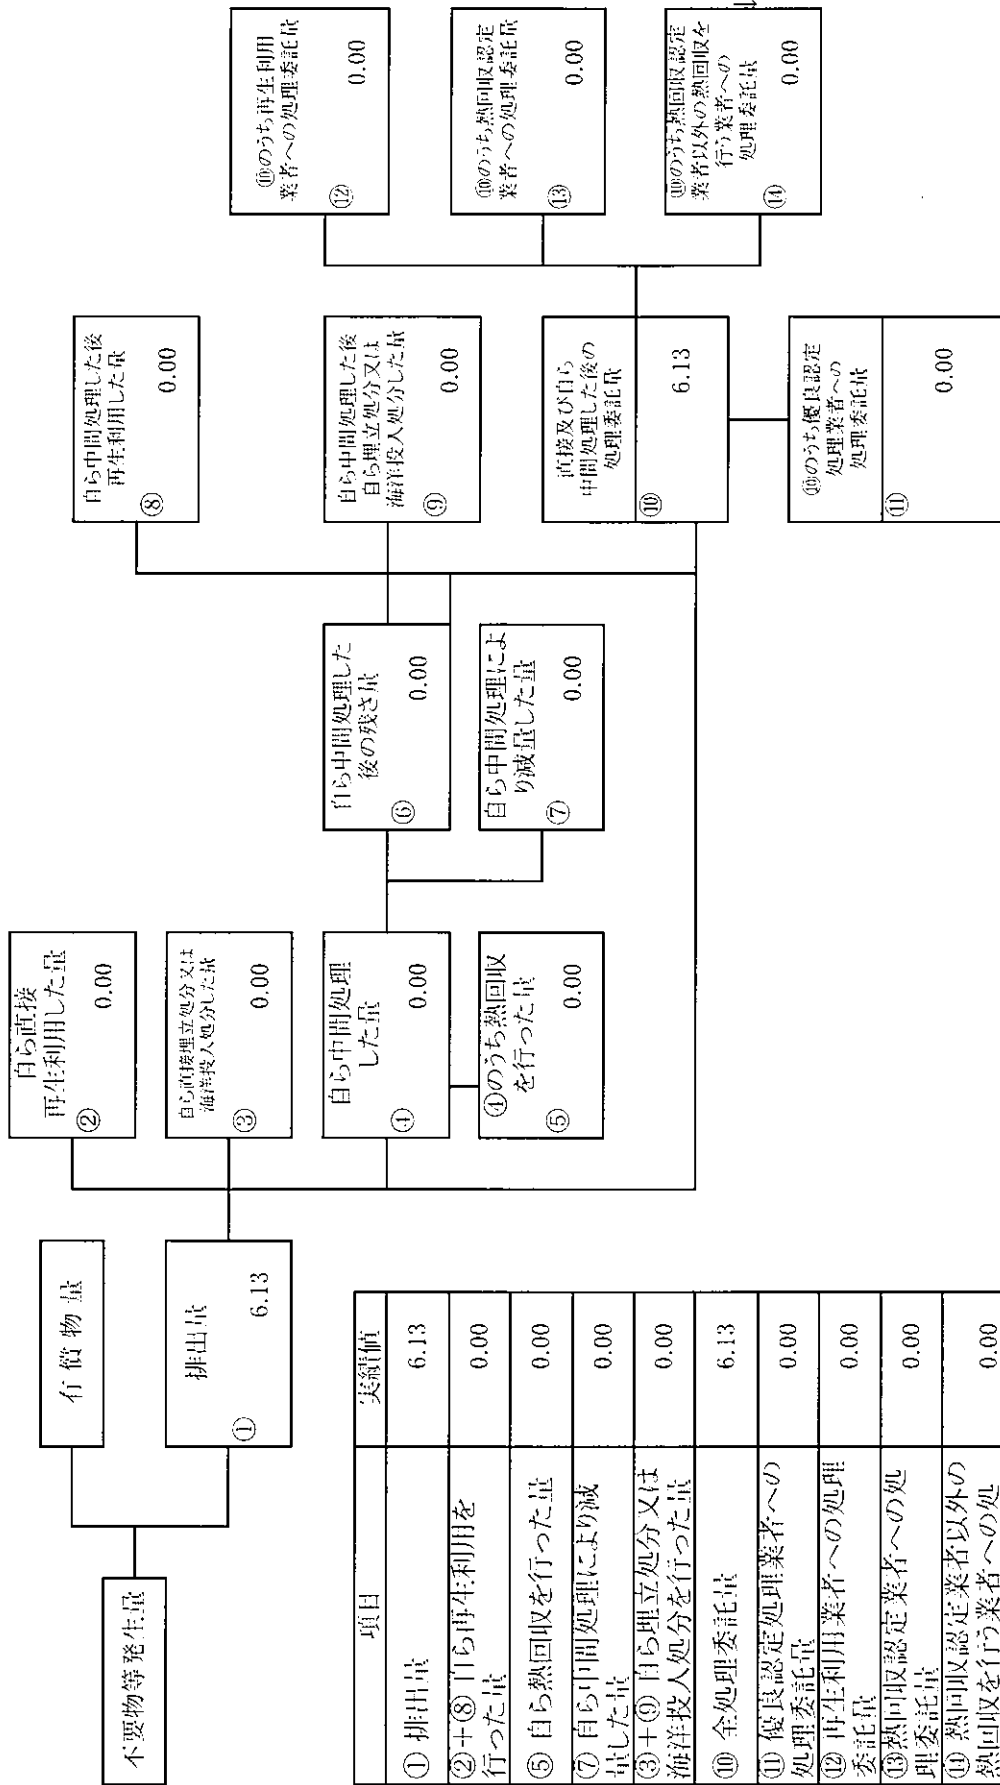 不要物等発生量
有償物量
排出量
①
6.13
自ら直接
再生利用した量
②
0.00
自ら直接埋立処分又は
海洋投入処分した量
③
0.00
自ら中間処理
した量
④
0.00
④のうち熱回収
を行った量
⑤
0.00
自ら中間処理した
後の残さ量
⑥
0.00
自ら中間処理によ
り減量した量
⑦
0.00
自ら中間処理した後
再生利用した量
⑧
0.00
自ら中間処理した後
自ら埋立処分又は
海洋投入処分した量
⑨
0.00
直接及び自ら
中間処理した後の
処理委託量
⑩
6.13
⑩のうち優良認定
処理業者への
処理委託量
⑪
0.00
⑩のうち再生利用
業者への処理委託量
⑫
0.00
⑩のうち熱回収認定
業者への処理委託量
⑬
0.00
⑩のうち熱回収認定
業者以外の熱回収を
行う業者への
処理委託量
⑭
0.00
項目 実績値
① 排出量 6.13
②＋⑧ 自ら再生利用を
行った量 0.00
⑤ 自ら熱回収を行った量 0.00
⑦ 自ら中間処理により減
量した量 0.00
③＋⑨ 自ら埋立処分又は
海洋投入処分を行った量 0.00
⑩ 全処理委託量 6.13
⑪ 優良認定処理業者への
処理委託量 0.00
⑫ 再生利用業者への処理
委託量 0.00
⑬熱回収認定業者への処
理委託量 0.00
⑭ 熱回収認定業者以外の
熱回収を行う業者への処 0.00